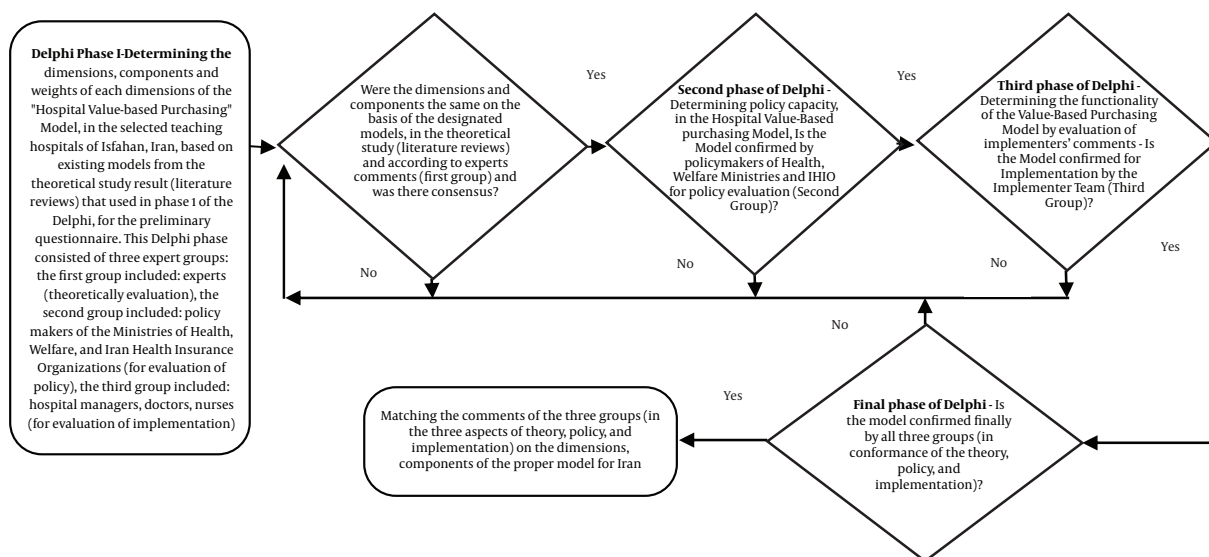 Delphi Phase I-Determining the
dimensions, components and
weights of each dimensions of the
"Hospital Value-based Purchasing"
Model, in the selected teaching
hospitals of Isfahan, Iran, based on
existing models from the
theoretical study result (literature
reviews) that used in phase 1 of the
Delphi, for the preliminary
questionnaire. This Delphi phase
consisted of three expert groups:
the first group included: experts
(theoretically evaluation), the
second group included: policy
makers of the Ministries of Health,
Welfare, and Iran Health Insurance
Organizations (for evaluation of
policy), the third group included:
hospital managers, doctors, nurses
(for evaluation of implementation)
Were the dimensions and
components the same on the
basis of the designated
models, in the theoretical
study (literature reviews)
and according to experts
comments (first group) and
was there consensus?
Yes
No
Second phase of Delphi -
Determining policy capacity,
in the Hospital Value-Based
purchasing Model, Is the
Model confirmed by
policymakers of Health,
Welfare Ministries and IHIO
for policy evaluation (Second
Group)?
Yes
No
Third phase of Delphi -
Determining the functionality
of the Value-Based Purchasing
Model by evaluation of
implementers' comments - Is
the Model confirmed for
Implementation by the
Implementer Team (Third
Group)?
Yes
No
Final phase of Delphi - Is
the model confirmed finally
by all three groups (in
conformance of the theory,
policy, and
implementation)?
No
Yes
Matching the comments of the three groups (in
the three aspects of theory, policy, and
implementation) on the dimensions,
components of the proper model for Iran